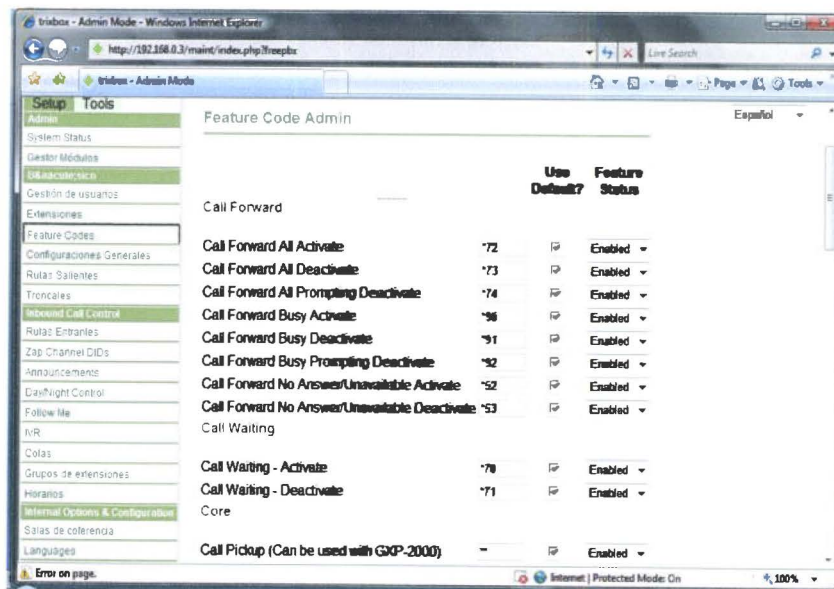 trixbox - Admin Mode - Windows Internet Explorer
http://192.168.0.3/maint/index.php?freepbx
Live Search
trixbox - Admin Mode
Page
Tools
Setup Tools
Admin
System Status
Gestor Módulos
B&aacute;sico
Gestión de usuarios
Extensiones
Feature Codes
Configuraciones Generales
Rutas Salientes
Troncales
Inbound Call Control
Rutas Entrantes
Zap Channel DIDs
Announcements
Day/Night Control
Follow Me
IVR
Colas
Grupos de extensiones
Horarios
Internal Options & Configuration
Salas de coferencia
Languages
Feature Code Admin
Español
Use Feature
Default? Status
Call Forward
Call Forward All Activate *72 Enabled
Call Forward All Deactivate *73 Enabled
Call Forward All Prompting Deactivate *74 Enabled
Call Forward Busy Activate Enabled
Call Forward Busy Deactivate *91 Enabled
Call Forward Busy Prompting Deactivate *92 Enabled
Call Forward No Answer/Unavailable Activate *52 Enabled
Call Forward No Answer/Unavailable Deactivate *53 Enabled
Call Waiting
Call Waiting - Activate *70 Enabled
Call Waiting - Deactivate *71 Enabled
Core
Call Pickup (Can be used with GXP-2000) Enabled
Error on page.
Internet | Protected Mode: On
100%